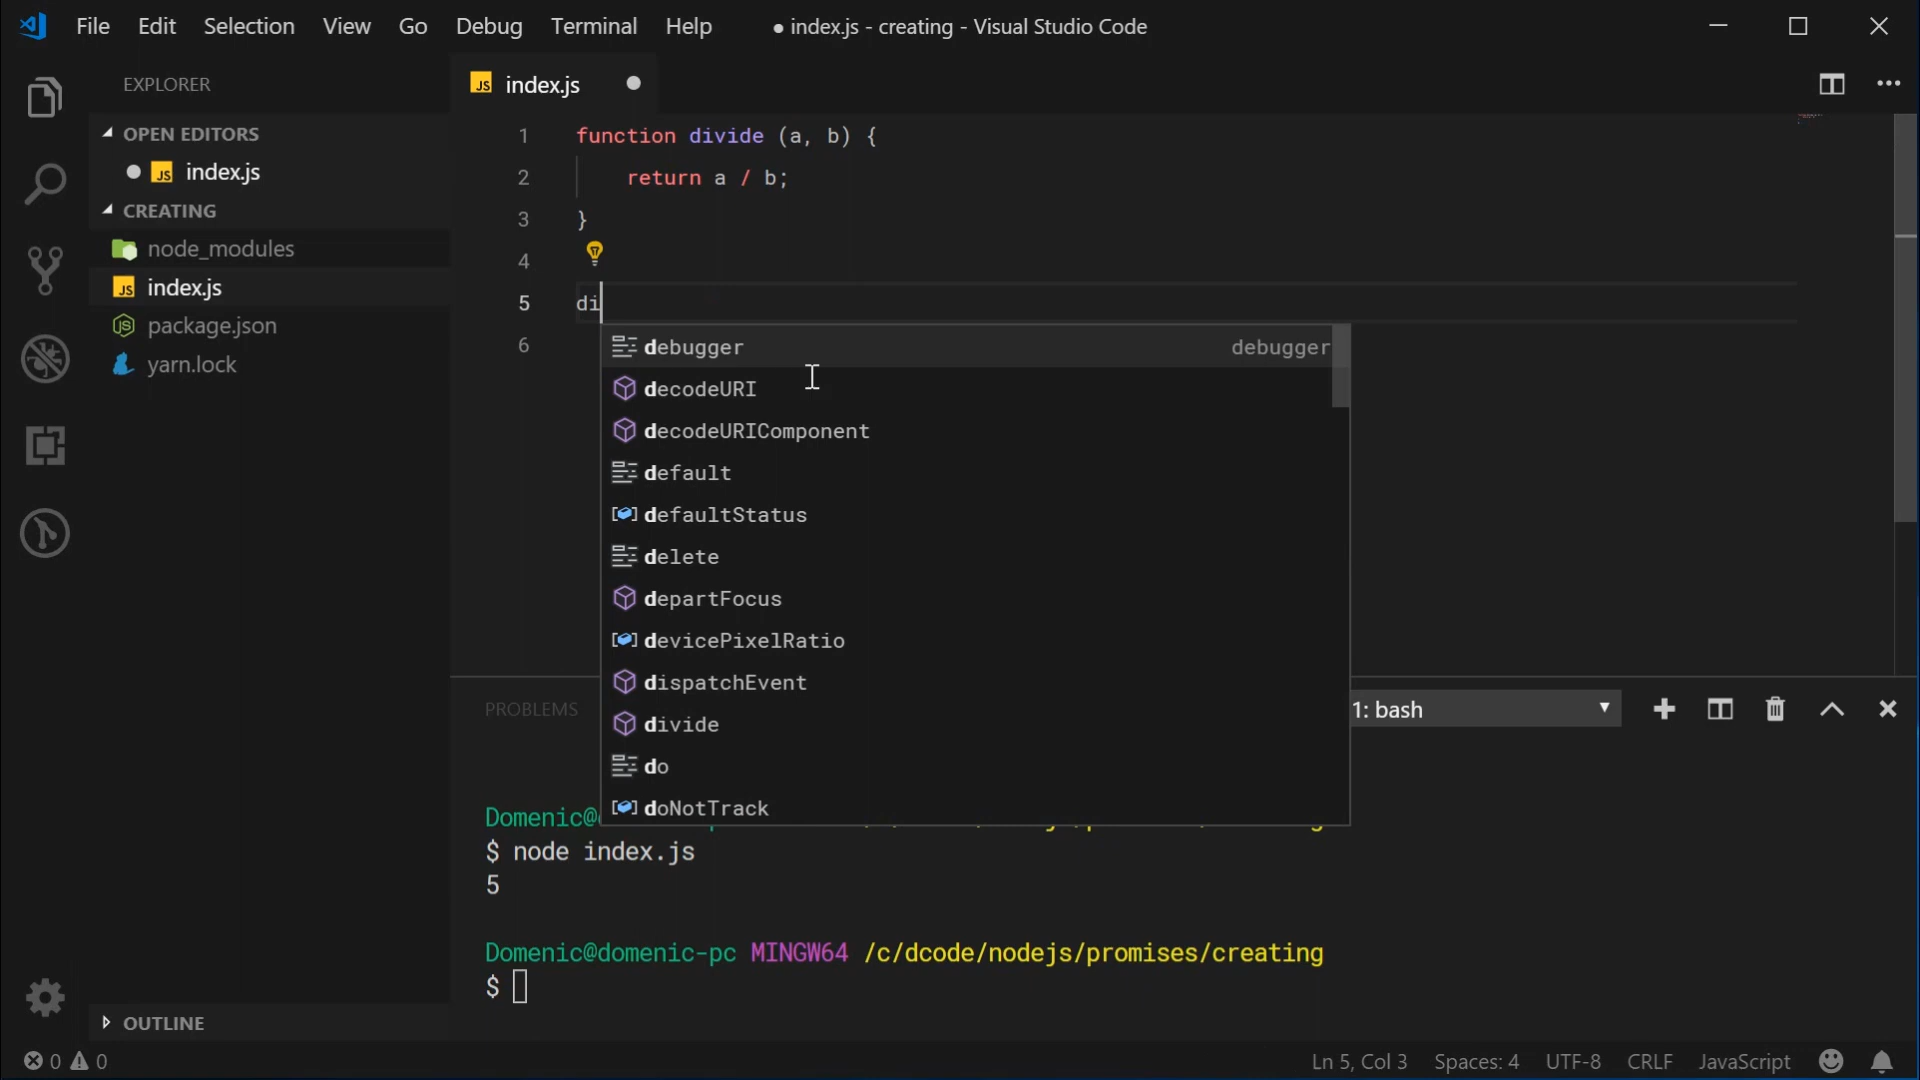 File Edit Selection View Go Debug Terminal Help ● index.js - creating - Visual Studio Code
EXPLORER
OPEN EDITORS
index.js
CREATING
node_modules
index.js
package.json
yarn.lock
OUTLINE
index.js
1 function divide (a, b) {
2 return a / b;
3 }
4
5 di
6
debugger debugger
decodeURI
decodeURIComponent
default
defaultStatus
delete
departFocus
devicePixelRatio
dispatchEvent
divide
do
doNotTrack
PROBLEMS 1: bash
Domenic@
$ node index.js
5
Domenic@domenic-pc MINGW64 /c/dcode/nodejs/promises/creating
$
0 0 Ln 5, Col 3 Spaces: 4 UTF-8 CRLF JavaScript